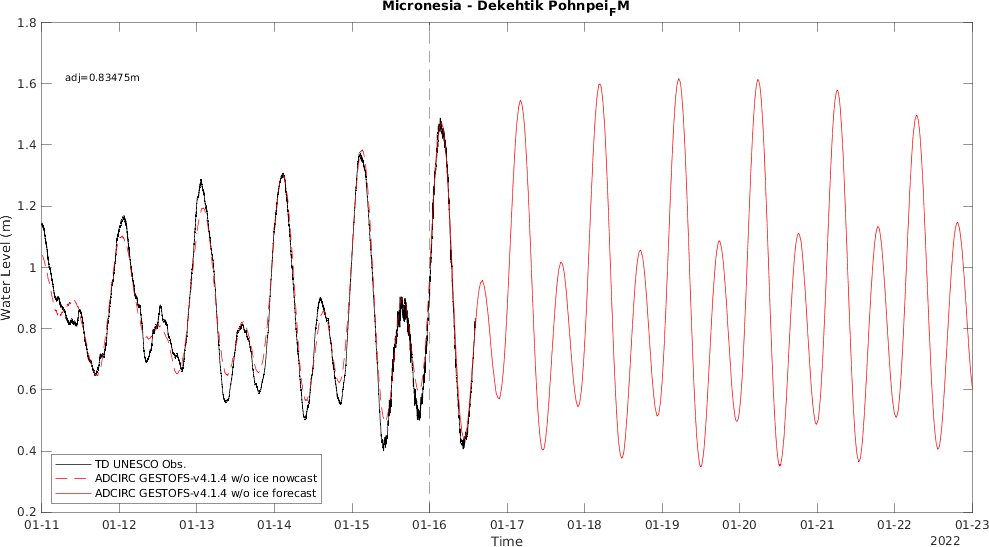 Micronesia - Dekehtik Pohnpei_FM
adj=0.83475m
Water Level (m)
1.8
1.6
1.4
1.2
1
0.8
0.6
0.4
0.2
TD UNESCO Obs.
ADCIRC GESTOFS-v4.1.4 w/o ice nowcast
ADCIRC GESTOFS-v4.1.4 w/o ice forecast
01-11 01-12 01-13 01-14 01-15 01-16 01-17 01-18 01-19 01-20 01-21 01-22 01-23
Time
2022